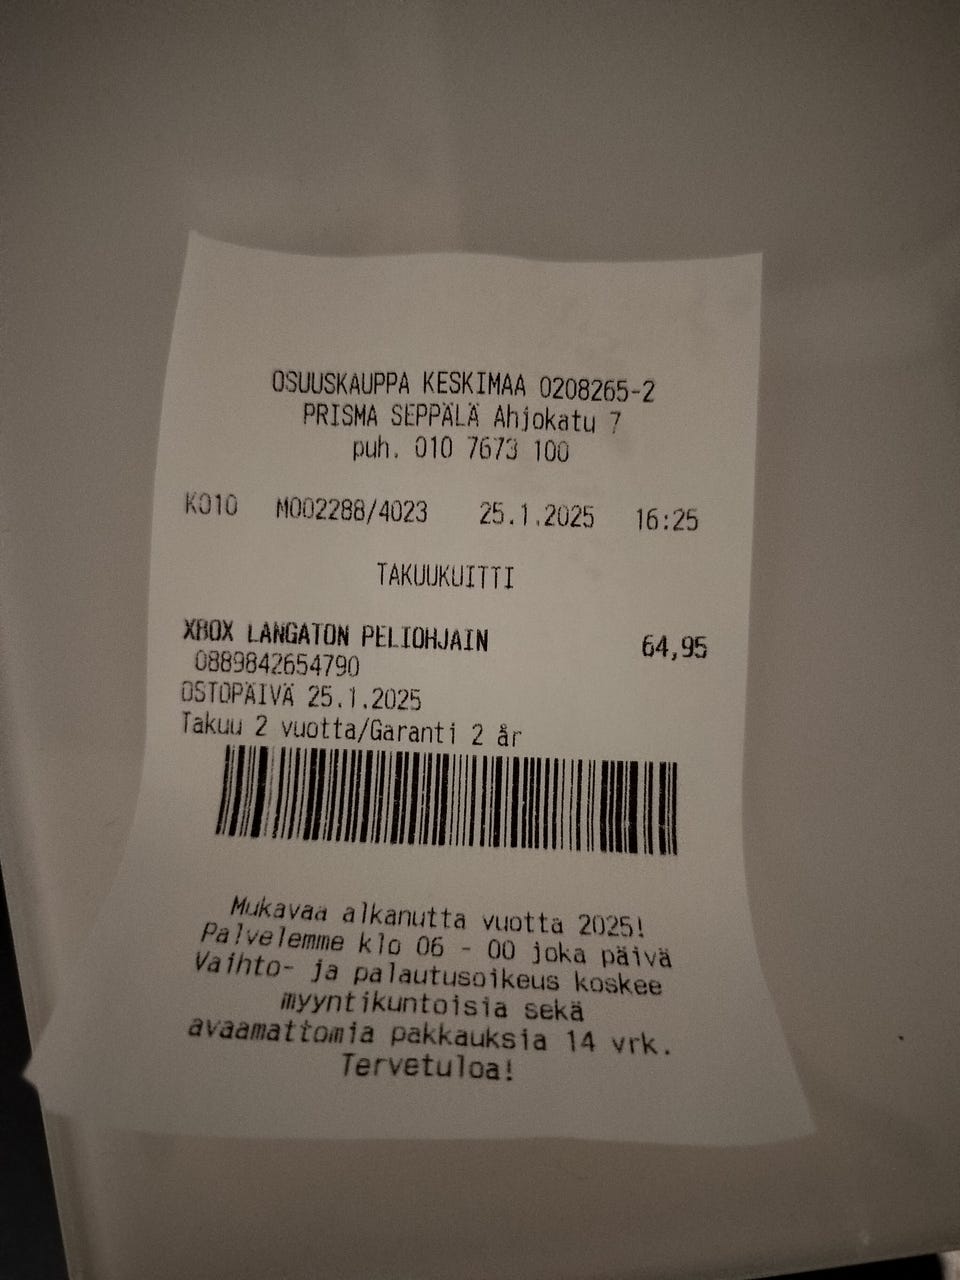 OSUUSKAUPPA KESKIMAA 0208265-2
PRISMA SEPPÄLÄ Ahjokatu 7
puh. 010 7673 100
K010 M002288/4023 25.1.2025 16:25
TAKUUKUITTI
XBOX LANGATON PELIOHJAIN 64,95
0889842654790
OSTOPÄIVÄ 25.1.2025
Takuu 2 vuotta/Garanti 2 år
Mukavaa alkanutta vuotta 2025!
Palvelemme klo 06 - 00 joka päivä
Vaihto- ja palautusoikeus koskee
myyntikuntoisia sekä
avaamattomia pakkauksia 14 vrk.
Tervetuloa!